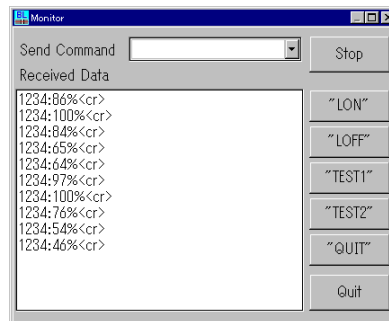 BL
Monitor
Send Command
Stop
Received Data
1234:86%<cr>
1234:100%<cr>
1234:84%<cr>
1234:65%<cr>
1234:64%<cr>
1234:97%<cr>
1234:100%<cr>
1234:76%<cr>
1234:54%<cr>
1234:46%<cr>
"LON"
"LOFF"
"TEST1"
"TEST2"
"QUIT"
Quit